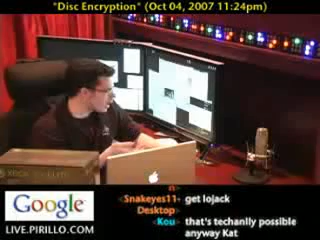 "Disc Encryption" (Oct 04, 2007 11:24pm)
Google
LIVE.PIRILLO.COM
n>
<Snakeyes11- get lojack
Desktop>
<Kou> that's techanily possible
anyway Kat